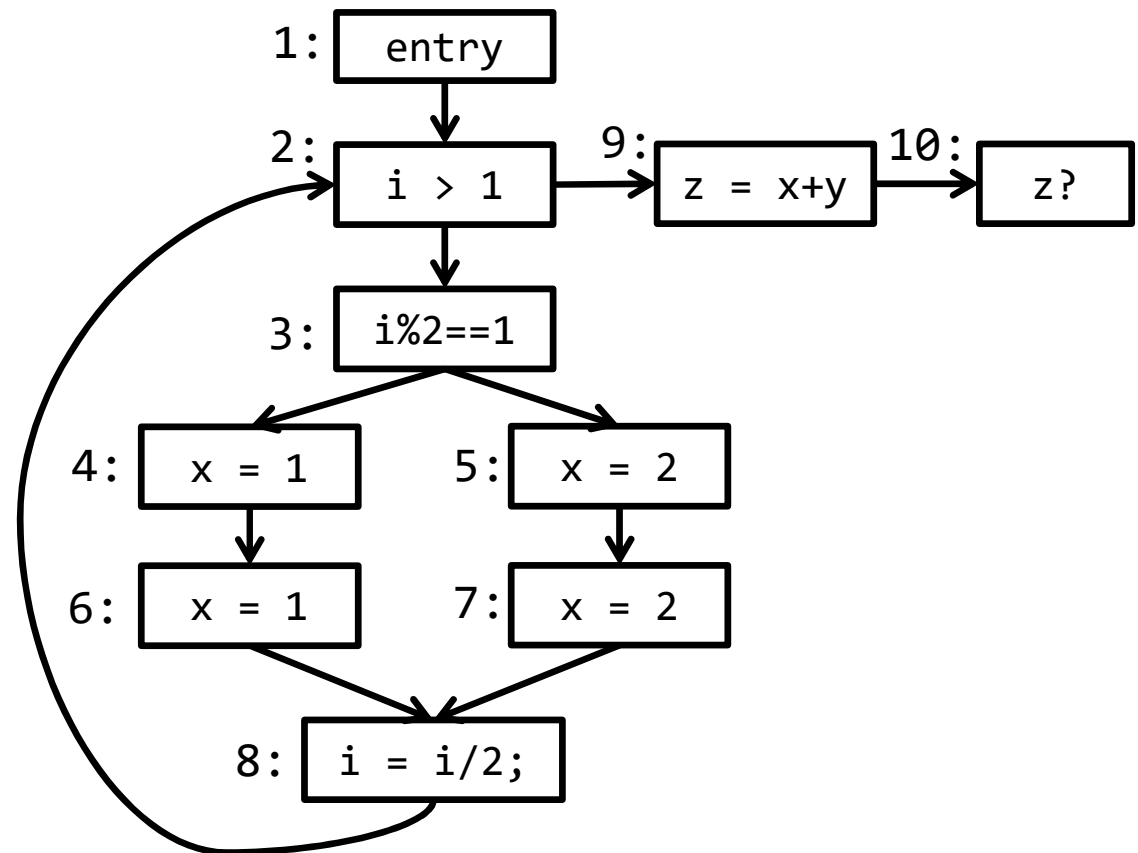 1: entry
2: i > 1
9: z = x+y
10: z?
3: i%2==1
4: x = 1
5: x = 2
6: x = 1
7: x = 2
8: i = i/2;